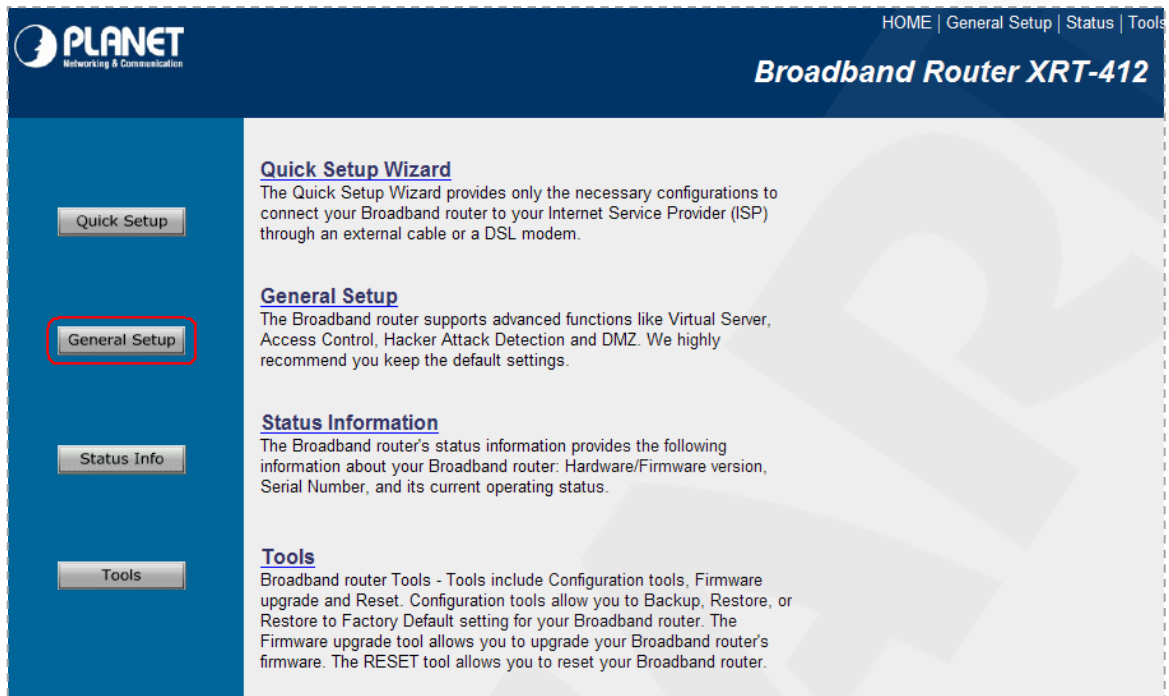 PLANET
Networking & Communication
HOME | General Setup | Status | Tools
Broadband Router XRT-412
Quick Setup
General Setup
Status Info
Tools
Quick Setup Wizard
The Quick Setup Wizard provides only the necessary configurations to
connect your Broadband router to your Internet Service Provider (ISP)
through an external cable or a DSL modem.
General Setup
The Broadband router supports advanced functions like Virtual Server,
Access Control, Hacker Attack Detection and DMZ. We highly
recommend you keep the default settings.
Status Information
The Broadband router's status information provides the following
information about your Broadband router: Hardware/Firmware version,
Serial Number, and its current operating status.
Tools
Broadband router Tools - Tools include Configuration tools, Firmware
upgrade and Reset. Configuration tools allow you to Backup, Restore, or
Restore to Factory Default setting for your Broadband router. The
Firmware upgrade tool allows you to upgrade your Broadband router's
firmware. The RESET tool allows you to reset your Broadband router.